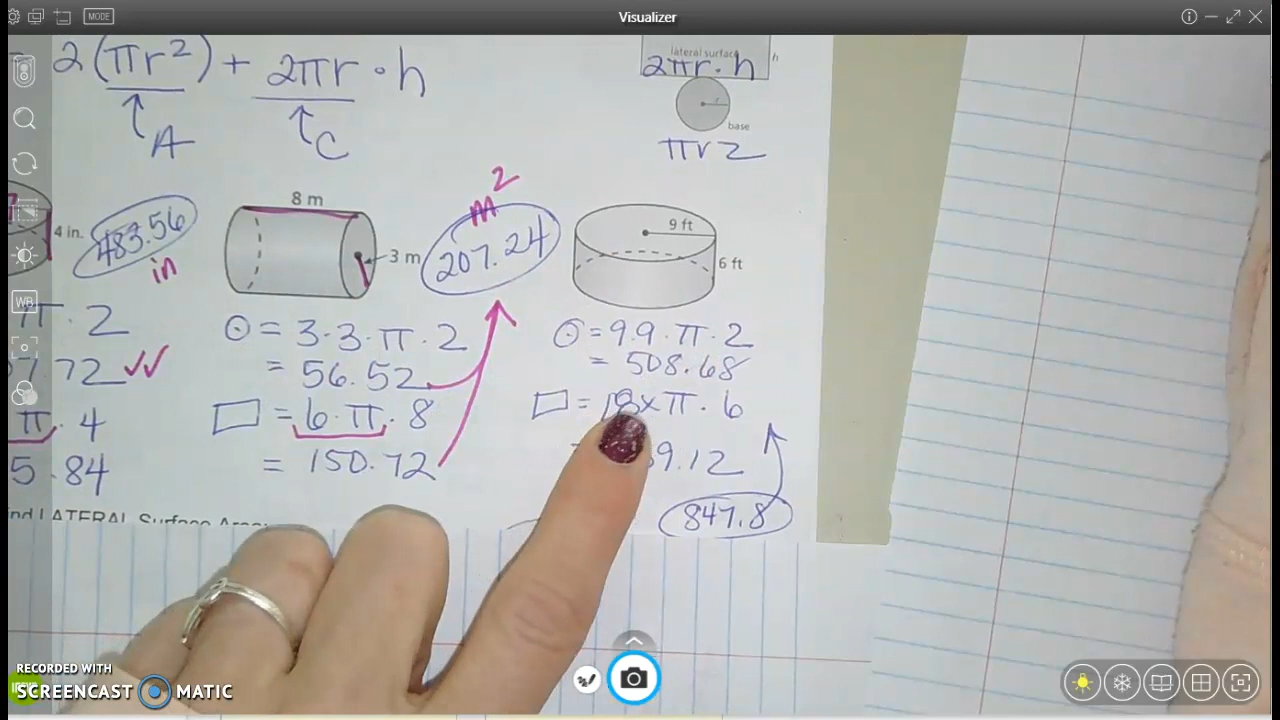 Visualizer
MODE
2(πr²) + 2πr · h
A
C
lateral surface
h
2πr · h
r
base
πr2
4 in.
483.56
in
π · 2
7.72
π · 4
5.84
8 m
3 m
m²
207.24
⊙ = 3·3·π·2
= 56.52
▭ = 6·π·8
= 150.72
9 ft
6 ft
⊙ = 9·9·π·2
= 508.68
▭ = 18×π·6
9.12
847.8
LATERAL Surface Area:
WB
RECORDED WITH
SCREENCAST MATIC